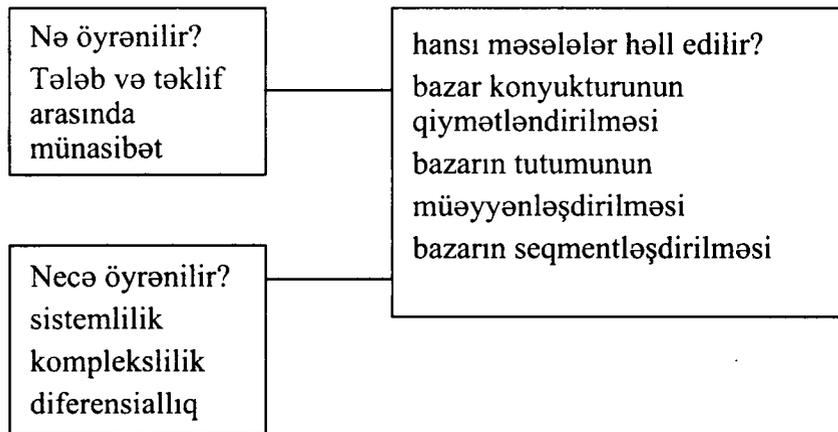 Nə öyrənilir?
Tələb və təklif
arasında
münasibət
hansı məsələlər həll edilir?
bazar konyukturunun
qiymətləndirilməsi
bazarın tutumunun
müəyyənləşdirilməsi
bazarın seqmentləşdirilməsi
Necə öyrənilir?
sistemlilik
komplekslilik
diferensiallıq